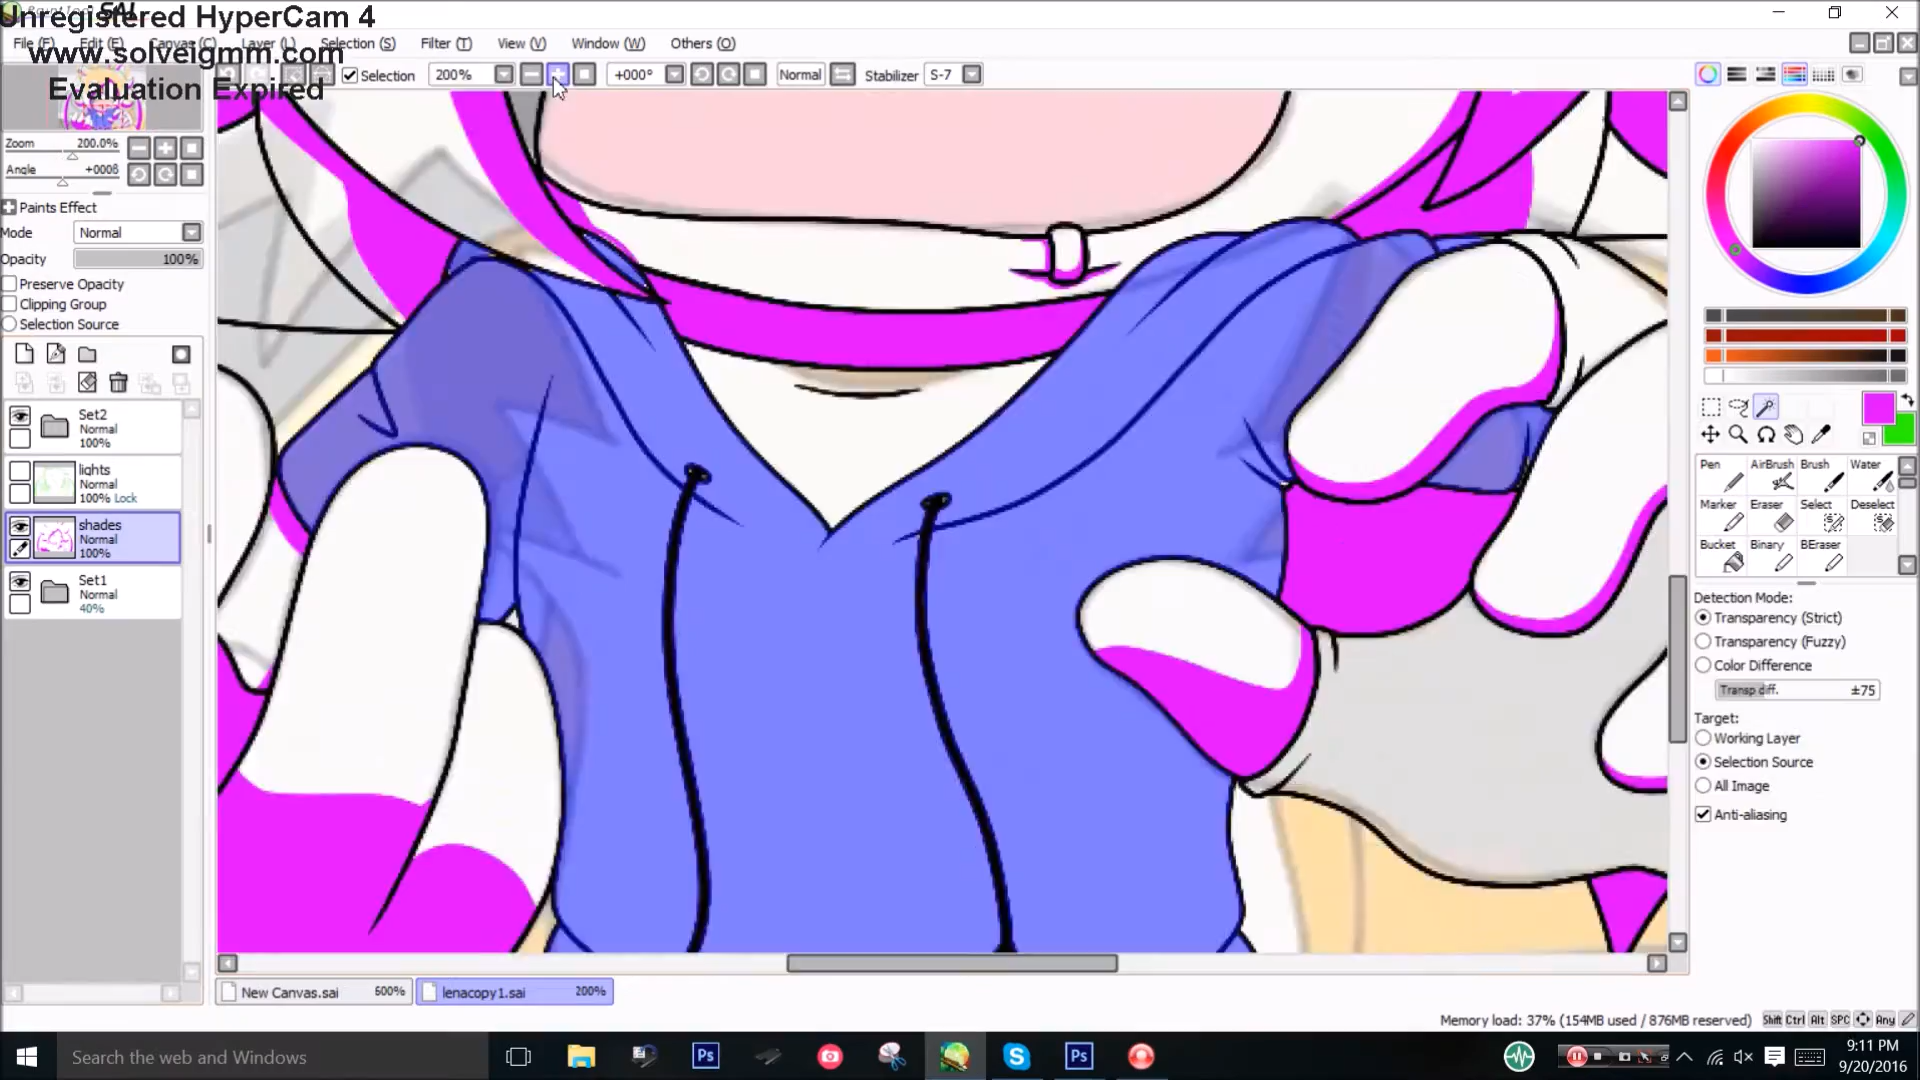 Unregistered HyperCam 4
www.solveigmm.com
Evaluation Expired
File (F) Edit (E) Canvas (C) Layer (L) Selection (S) Filter (T) View (V) Window (W) Others (O)
Selection 200% +000° Normal Stabilizer S-7
Zoom 200.0%
Angle +000ß
Paints Effect
Mode Normal
Opacity 100%
Preserve Opacity
Clipping Group
Selection Source
Set2
Normal
100%
lights
Normal
100% Lock
shades
Normal
100%
Set1
Normal
40%
Pen AirBrush Brush Water
Marker Eraser Select Deselect
Bucket Binary BEraser
Detection Mode:
Transparency (Strict)
Transparency (Fuzzy)
Color Difference
Transp diff. ±75
Target:
Working Layer
Selection Source
All Image
Anti-aliasing
New Canvas.sai 600% lenacopy1.sai 200%
Memory load: 37% (154MB used / 876MB reserved) Shift Ctrl Alt SPC Any
Search the web and Windows
Ps
Ps
9:11 PM
9/20/2016